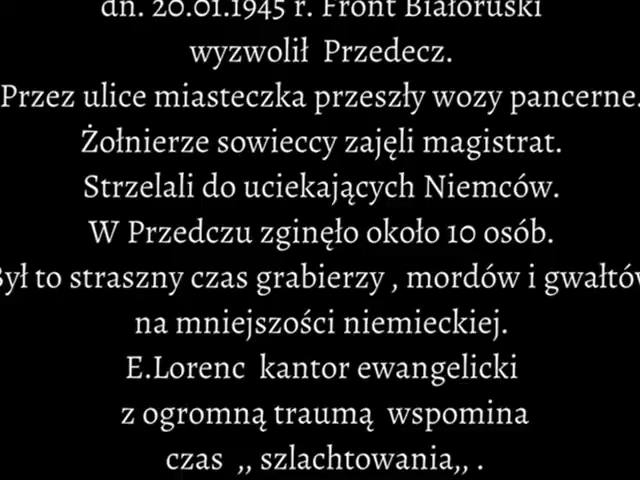 dn. 20.01.1945 r. Front Białoruski
wyzwolił Przedecz.
Przez ulice miasteczka przeszły wozy pancerne.
Żołnierze sowieccy zajęli magistrat.
Strzelali do uciekających Niemców.
W Przedczu zginęło około 10 osób.
Był to straszny czas grabierzy , mordów i gwałtów
na mniejszości niemieckiej.
E.Lorenc kantor ewangelicki
z ogromną traumą wspomina
czas ,, szlachtowania,, .